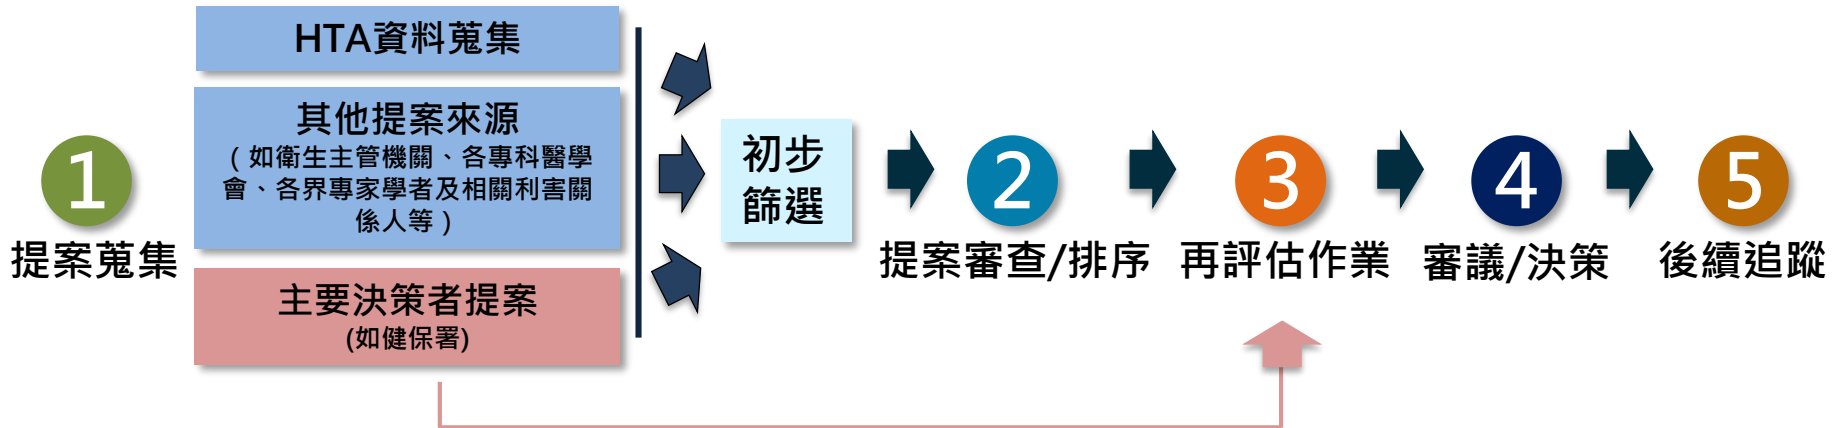 1
提案蒐集
HTA資料蒐集
其他提案來源
（如衛生主管機關、各專科醫學
會、各界專家學者及相關利害關
係人等）
主要決策者提案
(如健保署)
初步
篩選
2
提案審查/排序
3
再評估作業
4
審議/決策
5
後續追蹤